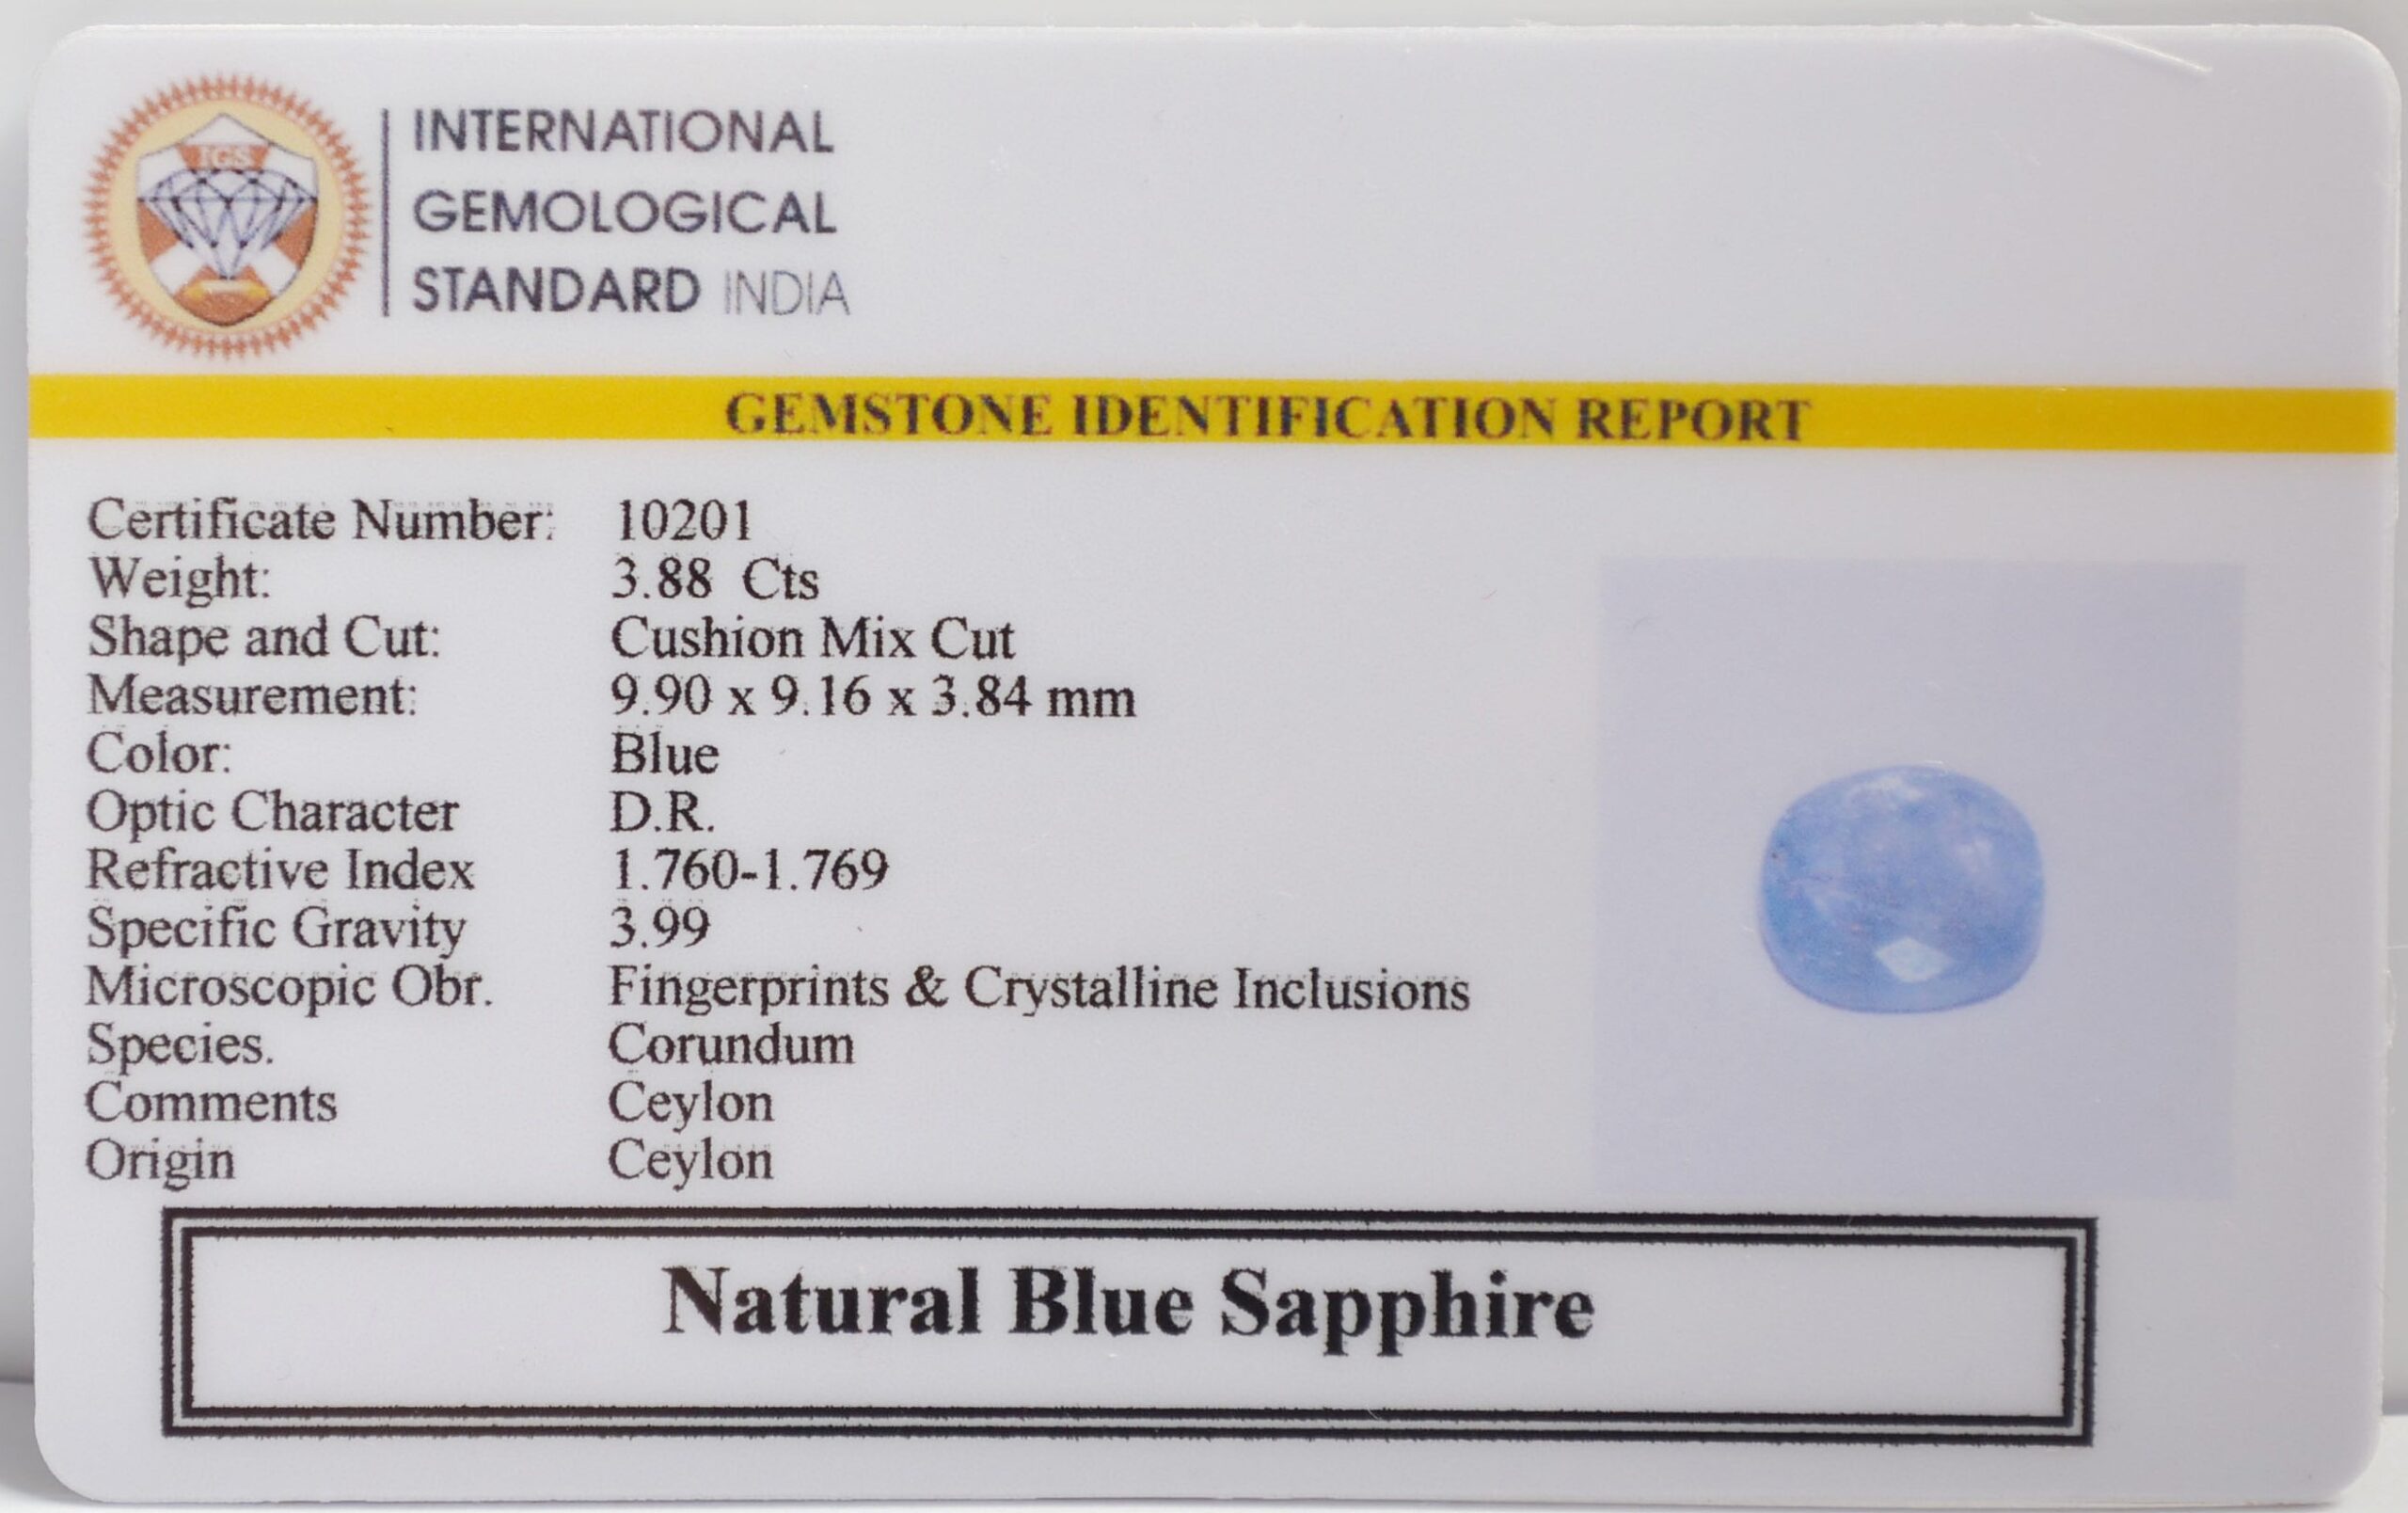 IGS
INTERNATIONAL
GEMOLOGICAL
STANDARD INDIA
GEMSTONE IDENTIFICATION REPORT
Certificate Number: 10201
Weight: 3.88 Cts
Shape and Cut: Cushion Mix Cut
Measurement: 9.90 x 9.16 x 3.84 mm
Color: Blue
Optic Character D.R.
Refractive Index 1.760-1.769
Specific Gravity 3.99
Microscopic Obr. Fingerprints & Crystalline Inclusions
Species. Corundum
Comments Ceylon
Origin Ceylon
Natural Blue Sapphire